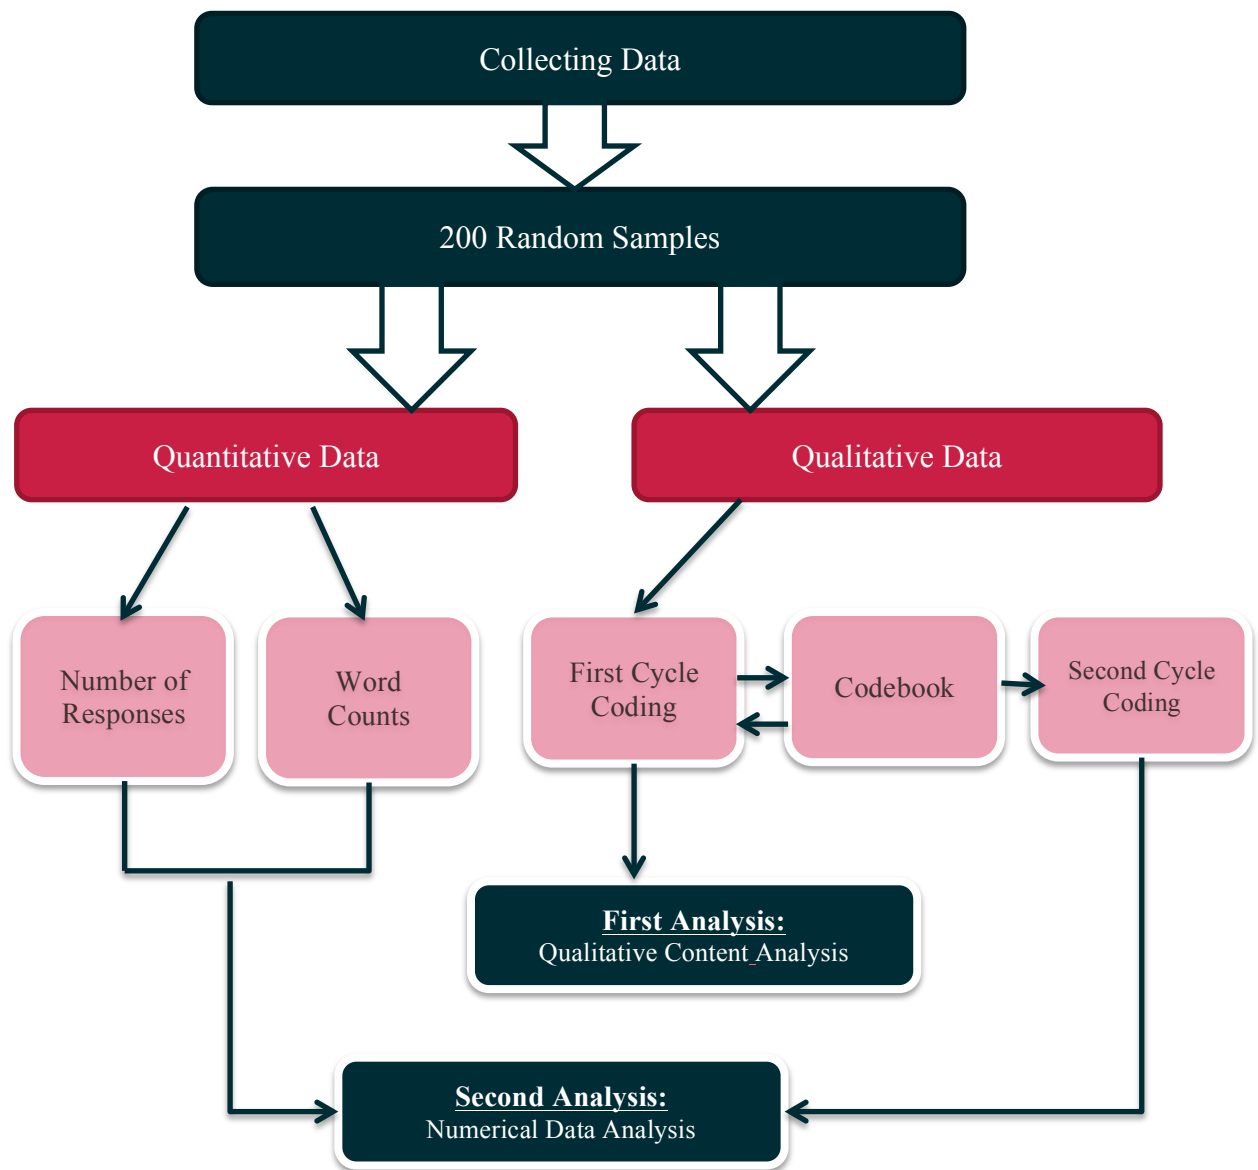 Collecting Data
200 Random Samples
Quantitative Data
Qualitative Data
Number of
Responses
Word
Counts
First Cycle
Coding
Codebook
Second Cycle
Coding
First Analysis:
Qualitative Content Analysis
Second Analysis:
Numerical Data Analysis